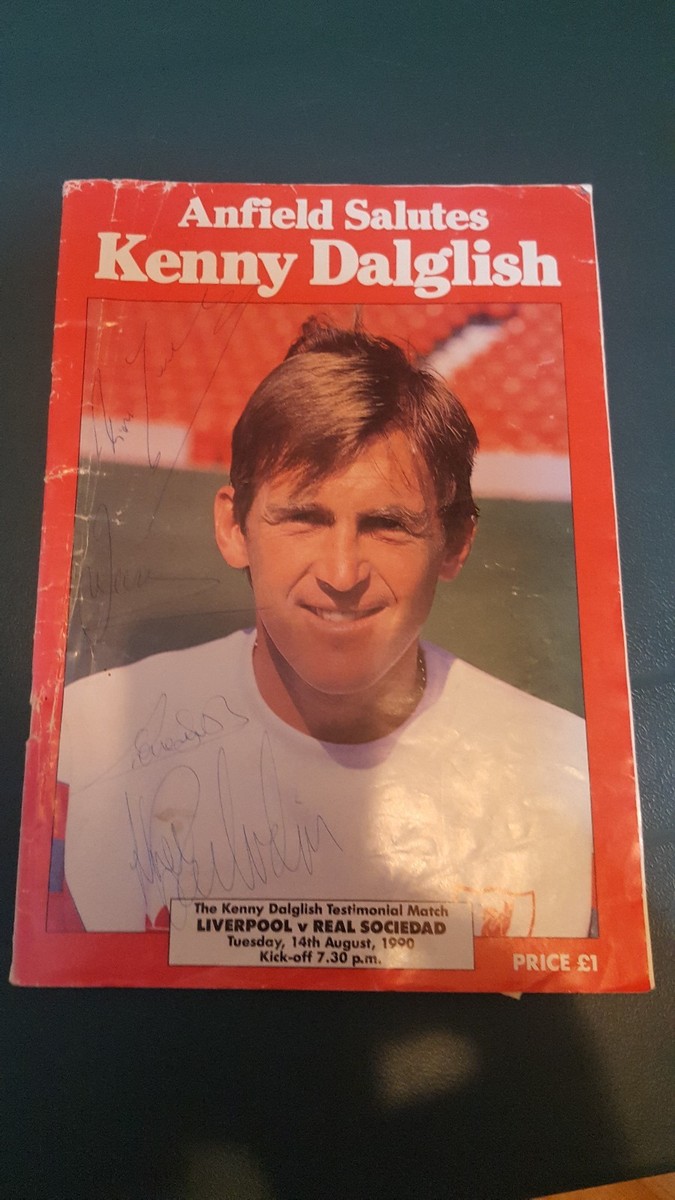 Anfield Salutes
Kenny Dalglish
The Kenny Dalglish Testimonial Match
LIVERPOOL v REAL SOCIEDAD
Tuesday, 14th August, 1990
Kick-off 7.30 p.m.
PRICE £1